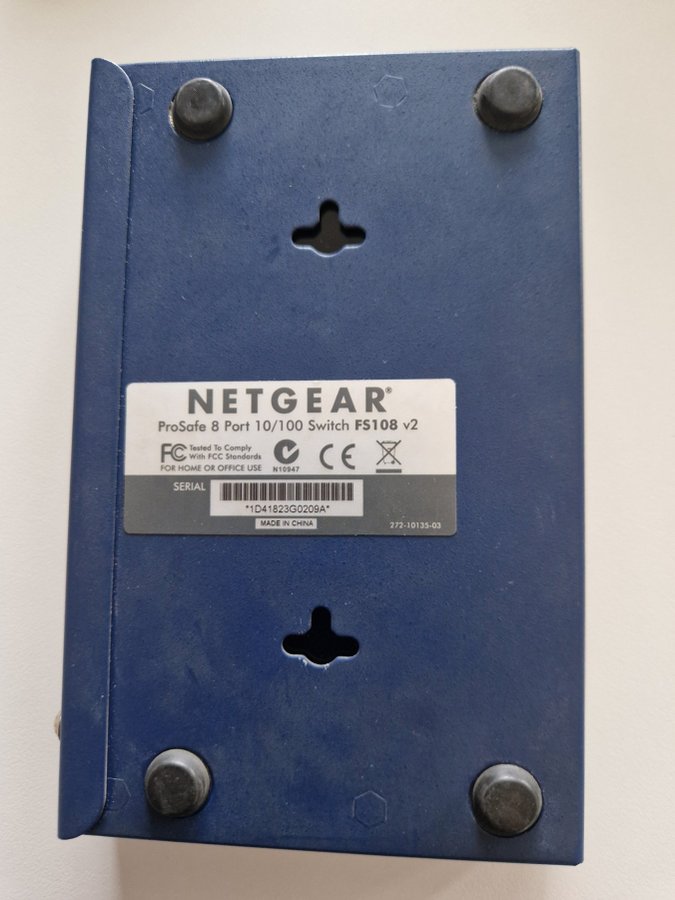 NETGEAR®
ProSafe 8 Port 10/100 Switch FS108 v2
FC Tested To Comply
With FCC Standards
FOR HOME OR OFFICE USE
N10947
CE
SERIAL
*1D41823G0209A*
MADE IN CHINA
272-10135-03